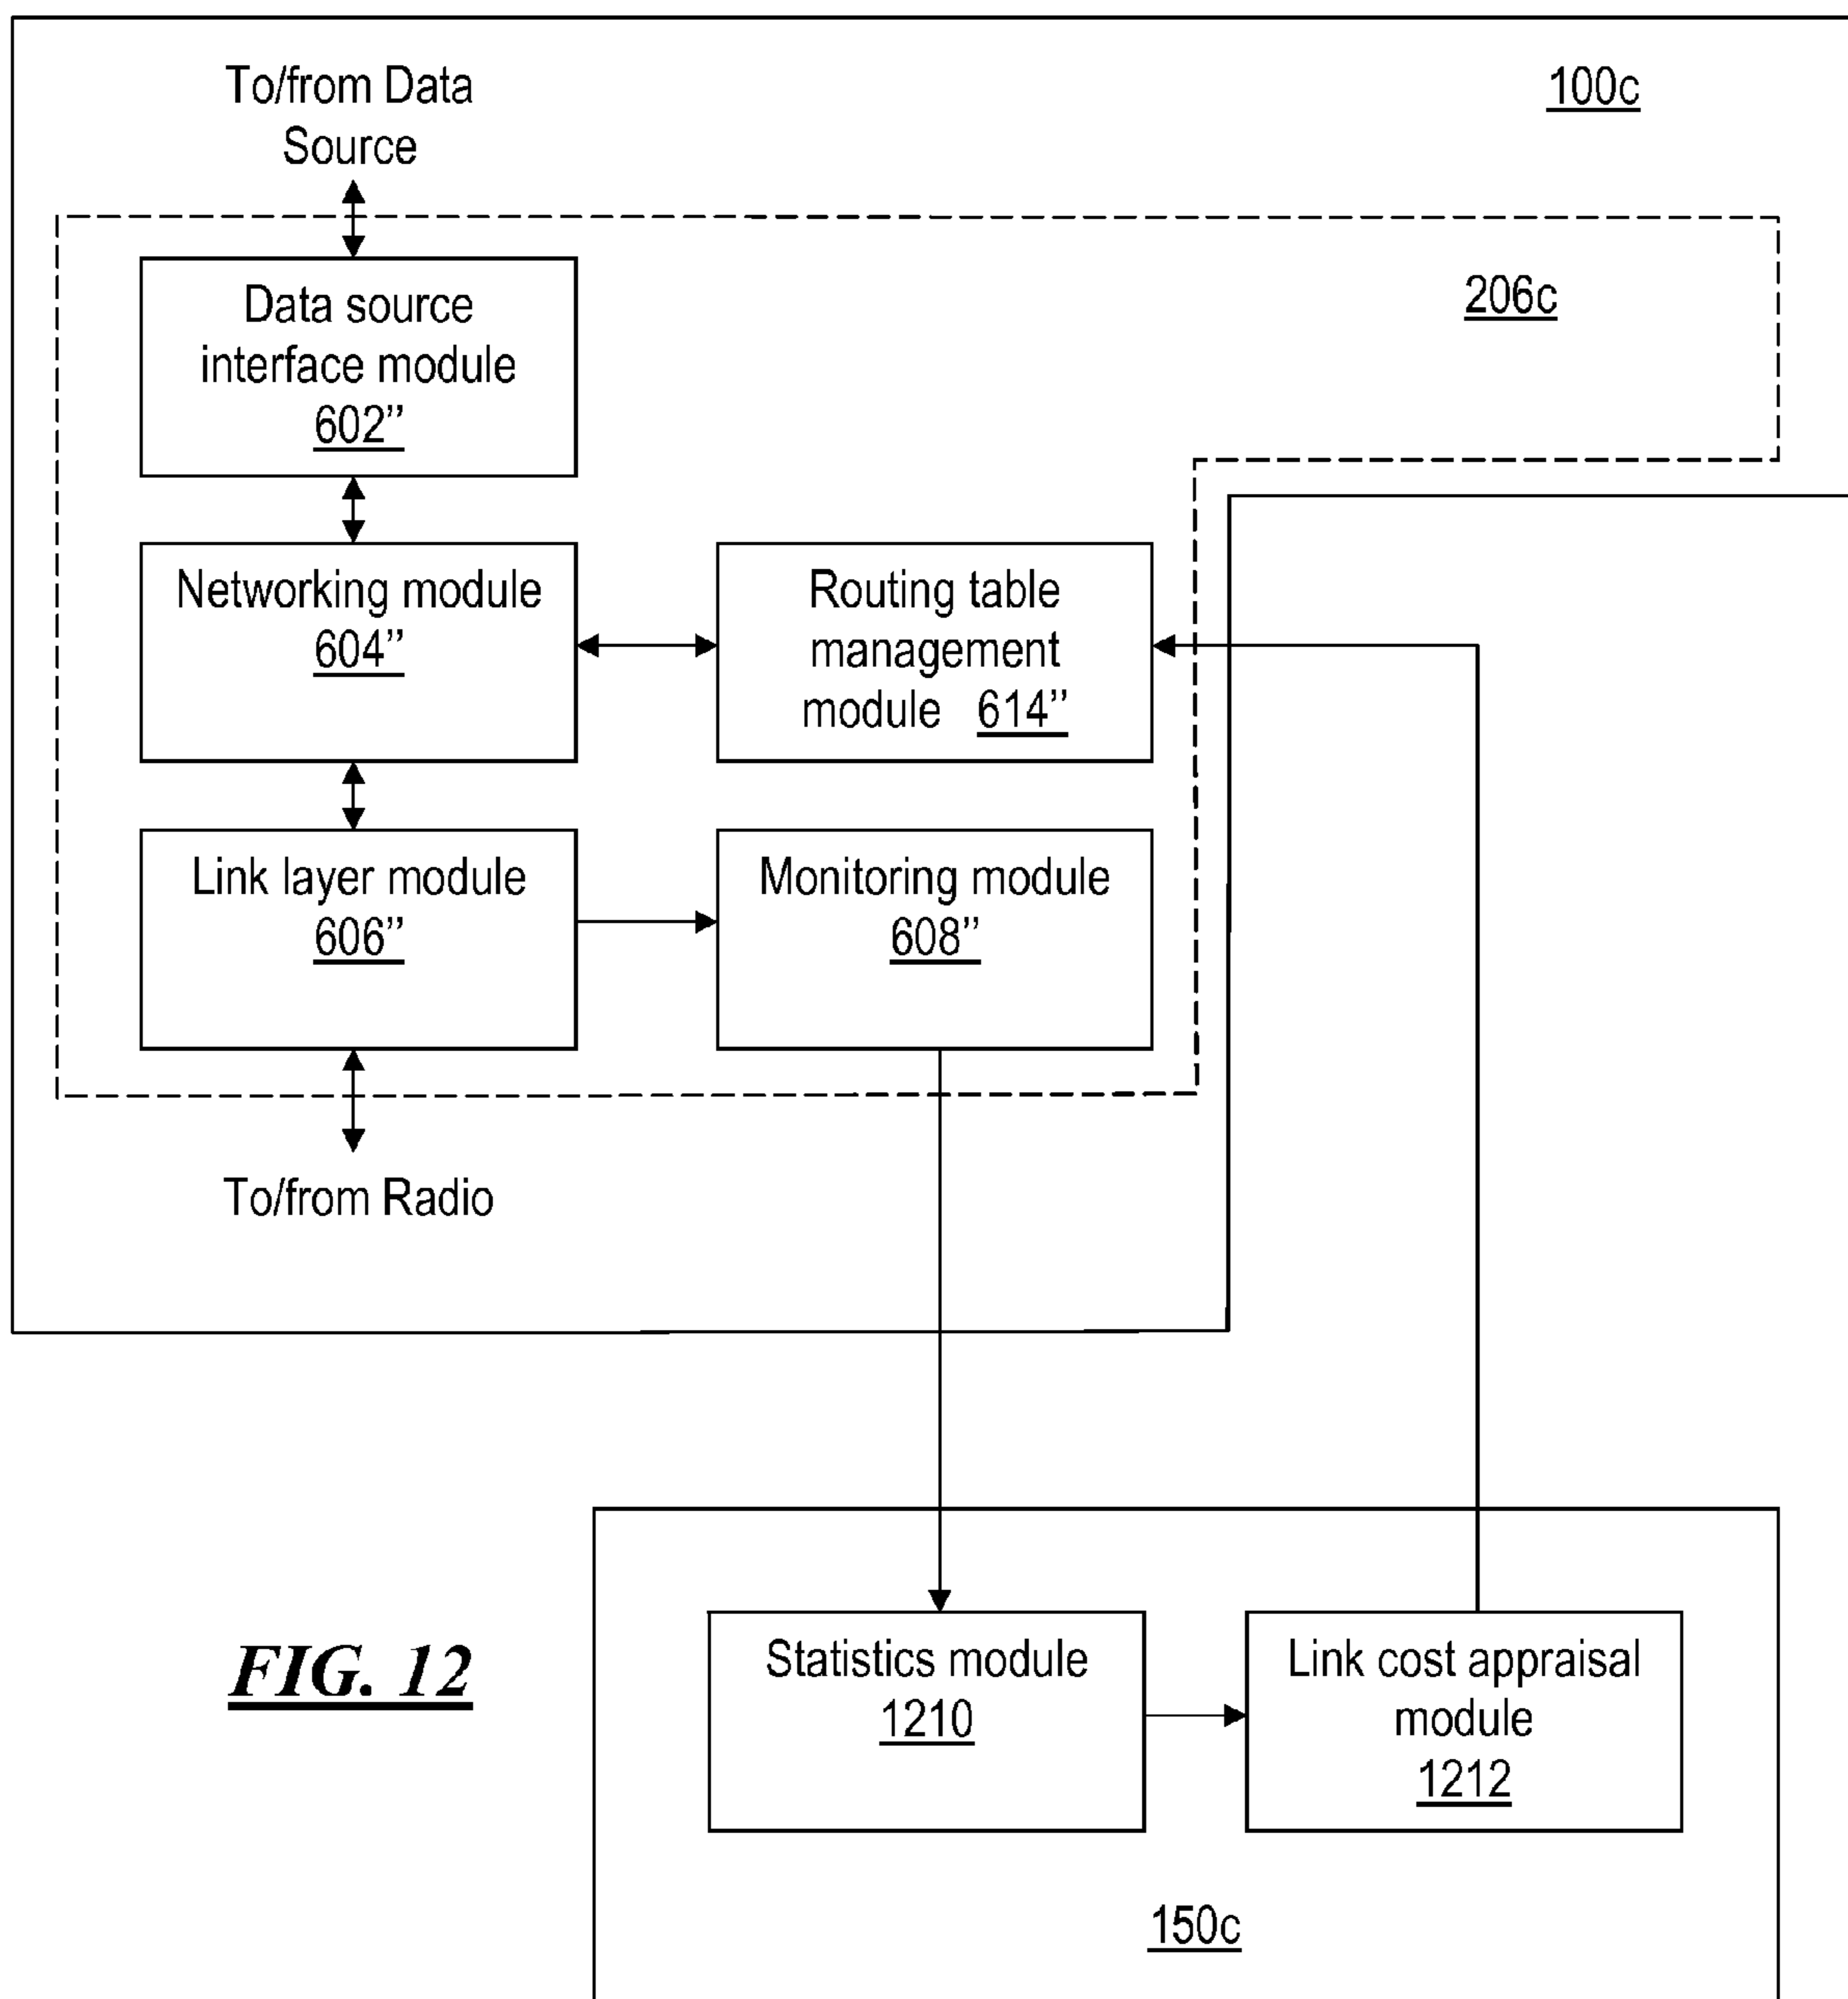 To/from Data
Source
100c
206c
Data source
interface module
602’’
Networking module
604’’
Routing table
management
module 614’’
Link layer module
606’’
Monitoring module
608’’
To/from Radio
FIG. 12
Statistics module
1210
Link cost appraisal
module
1212
150c